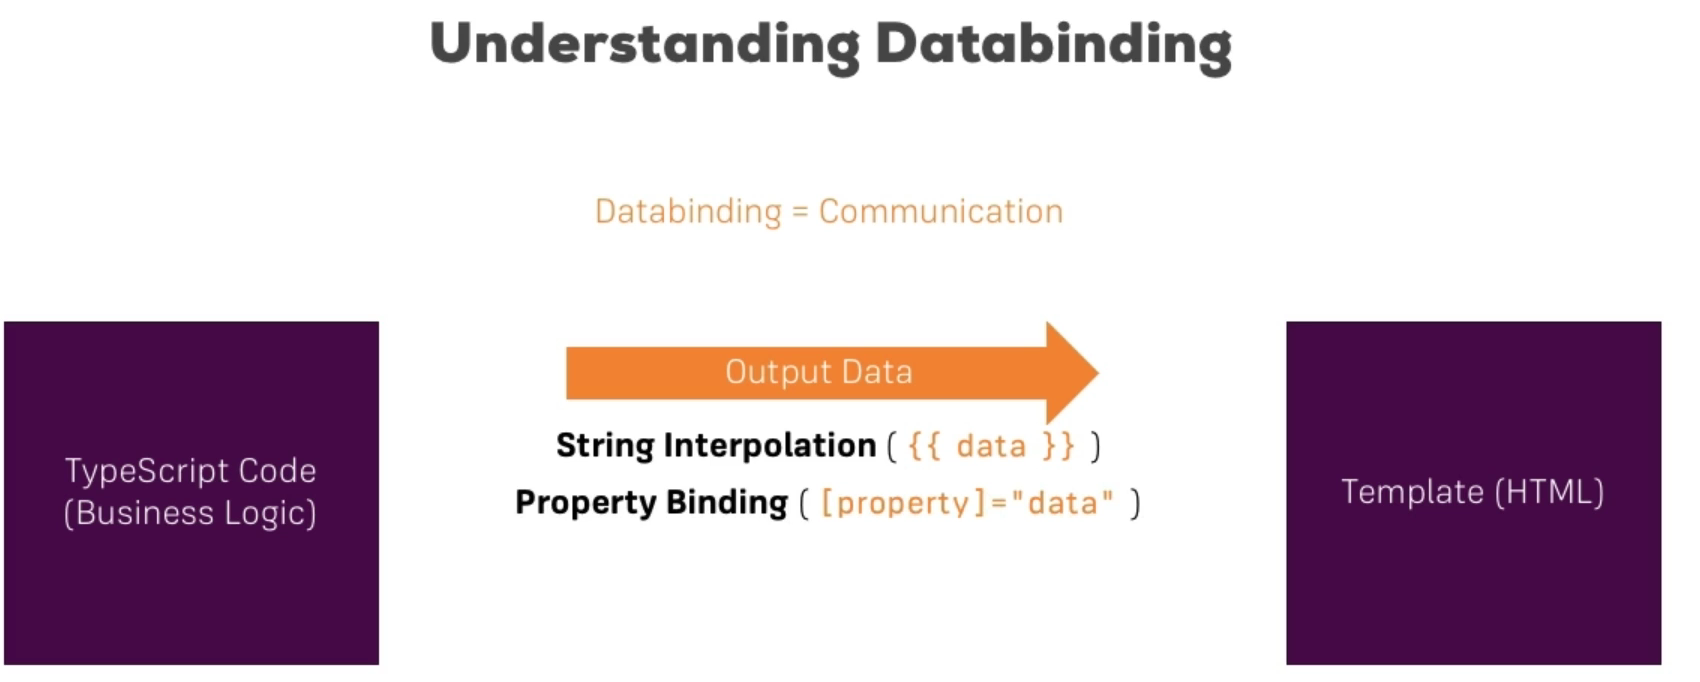 Understanding Databinding
Databinding = Communication
Output Data
String Interpolation ( {{ data }} )
Property Binding ( [property]="data" )
TypeScript Code
(Business Logic)
Template (HTML)